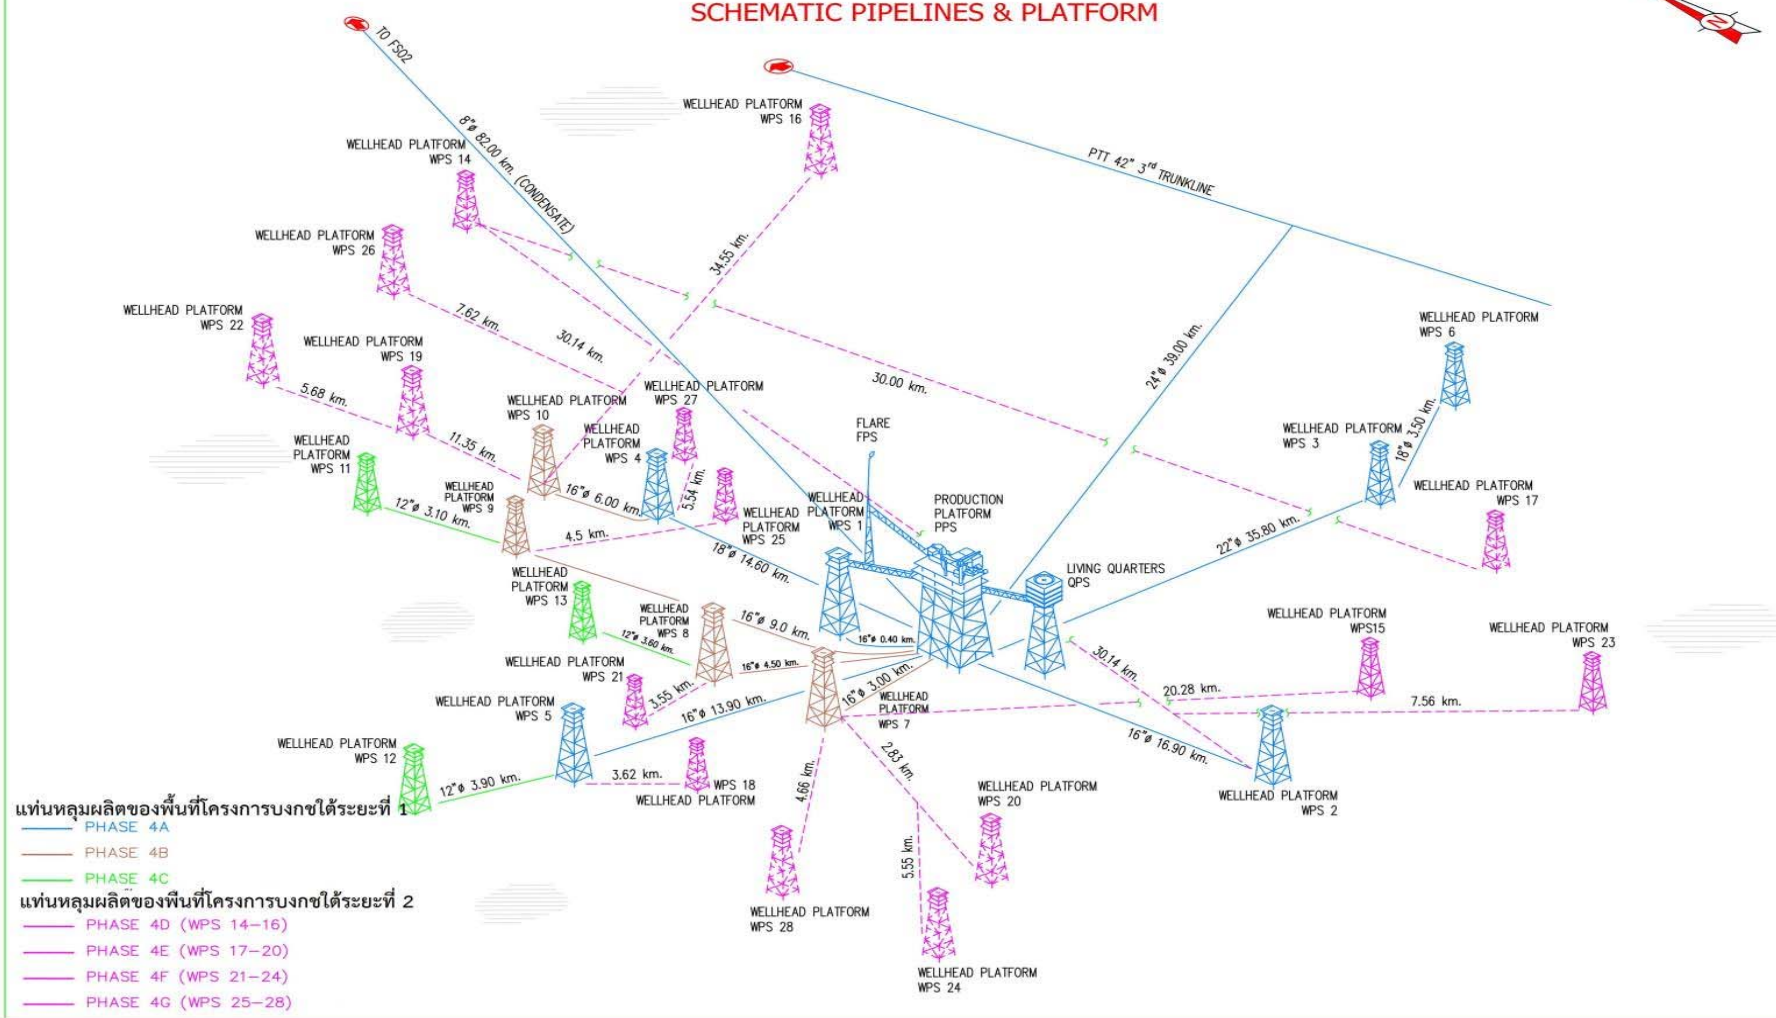 SCHEMATIC PIPELINES & PLATFORM
N
TO FSO2
8"ø 82.00 km. (CONDENSATE)
PTT 42" 3rd TRUNKLINE
24"ø 39.00 km.
WELLHEAD PLATFORM
WPS 16
34.55 km.
WELLHEAD PLATFORM
WPS 14
30.14 km.
30.00 km.
WELLHEAD PLATFORM
WPS 26
7.62 km.
WELLHEAD PLATFORM
WPS 22
5.68 km.
WELLHEAD PLATFORM
WPS 19
11.35 km.
WELLHEAD PLATFORM
WPS 6
18"ø 3.50 km.
WELLHEAD PLATFORM
WPS 3
22"ø 35.80 km.
WELLHEAD PLATFORM
WPS 17
WELLHEAD PLATFORM
WPS 27
5.54 km.
WELLHEAD PLATFORM
WPS 10
16"ø 6.00 km.
WELLHEAD
PLATFORM
WPS 4
18"ø 14.60 km.
FLARE
FPS
WELLHEAD
PLATFORM
WPS 11
12"ø 3.10 km.
WELLHEAD
PLATFORM
WPS 9
4.5 km.
WELLHEAD
PLATFORM
WPS 25
WELLHEAD
PLATFORM
WPS 1
PRODUCTION
PLATFORM
PPS
LIVING QUARTERS
QPS
WELLHEAD
PLATFORM
WPS 13
12"ø 3.60 km.
WELLHEAD
PLATFORM
WPS 8
16"ø 9.0 km.
16"ø 0.40 km.
16"ø 4.50 km.
16"ø 3.00 km.
WELLHEAD PLATFORM
WPS 21
3.55 km.
WELLHEAD
PLATFORM
WPS 7
30.14 km.
WELLHEAD PLATFORM
WPS15
20.28 km.
WELLHEAD PLATFORM
WPS 23
7.56 km.
WELLHEAD PLATFORM
WPS 5
16"ø 13.90 km.
16"ø 16.90 km.
WELLHEAD PLATFORM
WPS 2
WELLHEAD PLATFORM
WPS 12
12"ø 3.90 km.
3.62 km.
WPS 18
WELLHEAD PLATFORM
4.66 km.
2.83 km.
5.55 km.
WELLHEAD PLATFORM
WPS 20
WELLHEAD PLATFORM
WPS 28
WELLHEAD PLATFORM
WPS 24
แท่นหลุมผลิตของพื้นที่โครงการบงกชใต้ระยะที่ 1
PHASE 4A
PHASE 4B
PHASE 4C
แท่นหลุมผลิตของพื้นที่โครงการบงกชใต้ระยะที่ 2
PHASE 4D (WPS 14-16)
PHASE 4E (WPS 17-20)
PHASE 4F (WPS 21-24)
PHASE 4G (WPS 25-28)